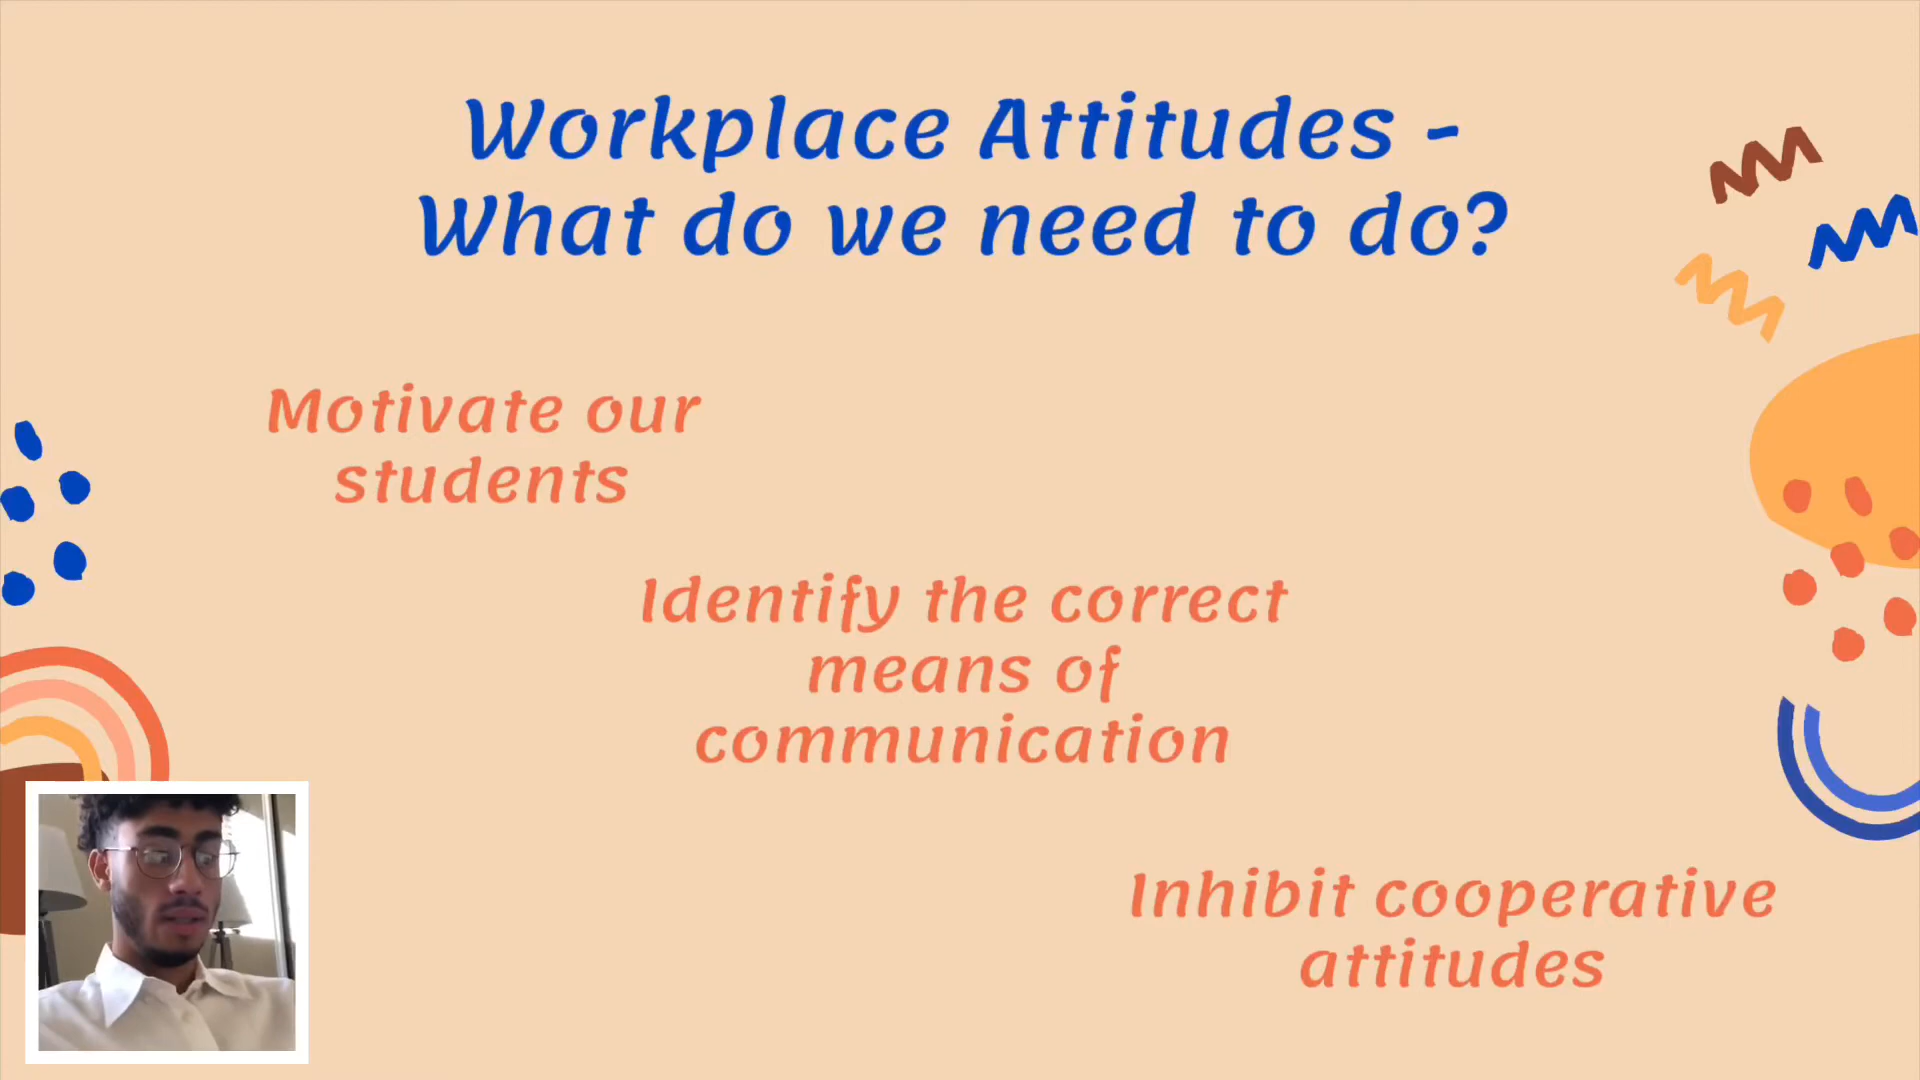 Workplace Attitudes -
What do we need to do?
Motivate our
students
Identify the correct
means of
communication
Inhibit cooperative
attitudes